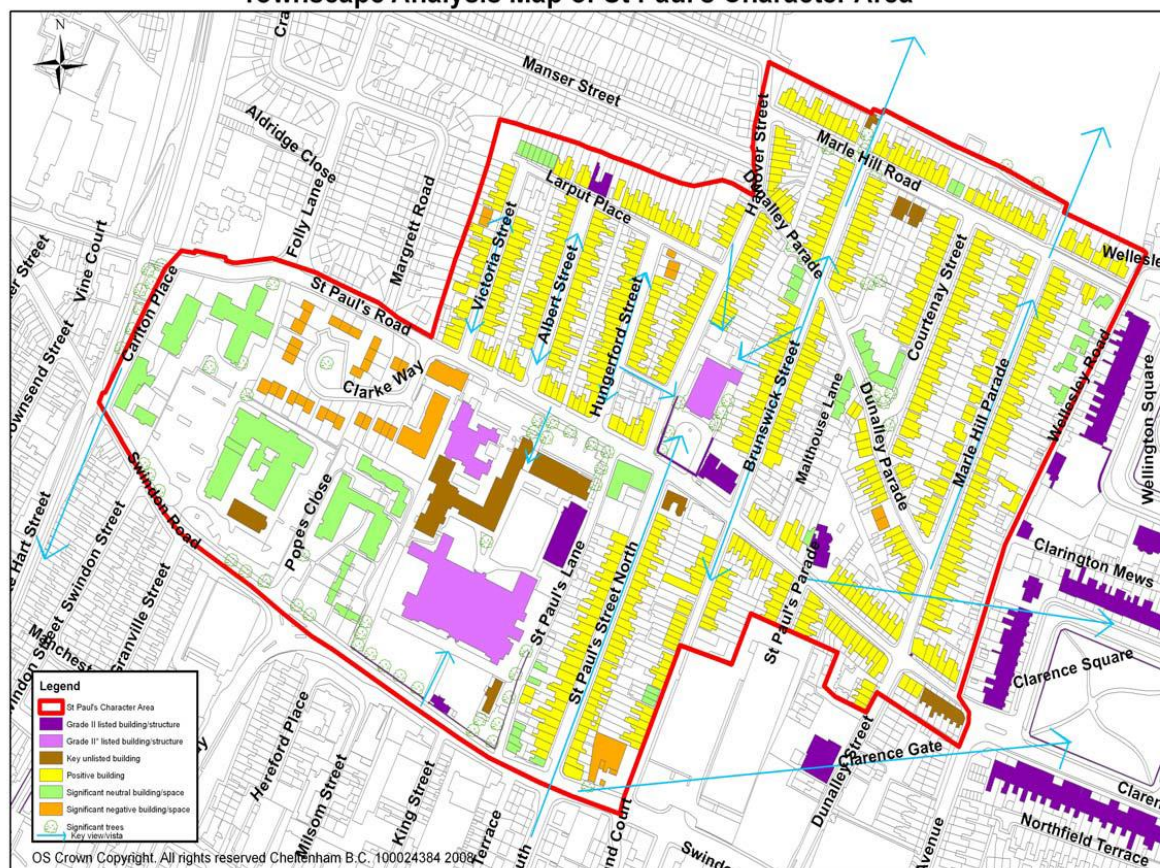 Townscape Analysis Map of St Paul's Character Area
N
Manser Street
Aldridge Close
Folly Lane
Margrett Road
Vine Court
Townsend Street
Canton Place
St Paul's Road
Clarke Way
Victoria Street
Albert Street
Larput Place
Hungerford Street
Hanover Street
Dunalley Parade
Marle Hill Road
Brunswick Street
Malthouse Lane
Courtenay Street
Dunalley Parade
Marle Hill Parade
Wellesley Road
Wellington Square
Clarington Mews
Clarence Square
Clarence Gate
Northfield Terrace
Dunalley Street
St Paul's Parade
St Paul's Street North
St Paul's Lane
Popes Close
Swindon Road
Swindon Street
Granville Street
Hereford Place
Millsom Street
King Street
Terrace
Avenue
Legend
St Paul's Character Area
Grade II listed building/structure
Grade II* listed building/structure
Key unlisted building
Positive building
Significant neutral building/space
Significant negative building/space
Significant trees
Key view/vista
OS Crown Copyright. All rights reserved Cheltenham B.C. 100024384 2008